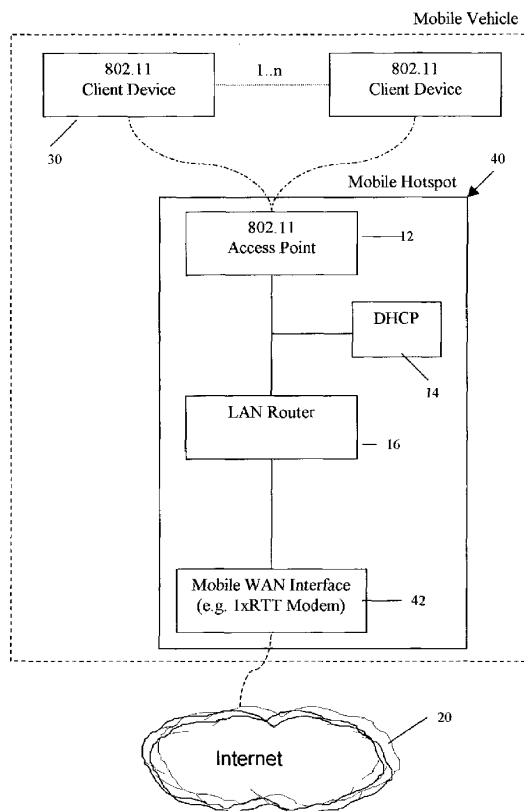 Mobile Vehicle
802.11
Client Device
1..n
802.11
Client Device
30
40
Mobile Hotspot
802.11
Access Point
12
DHCP
14
LAN Router
16
Mobile WAN Interface
(e.g. 1xRTT Modem)
42
20
Internet